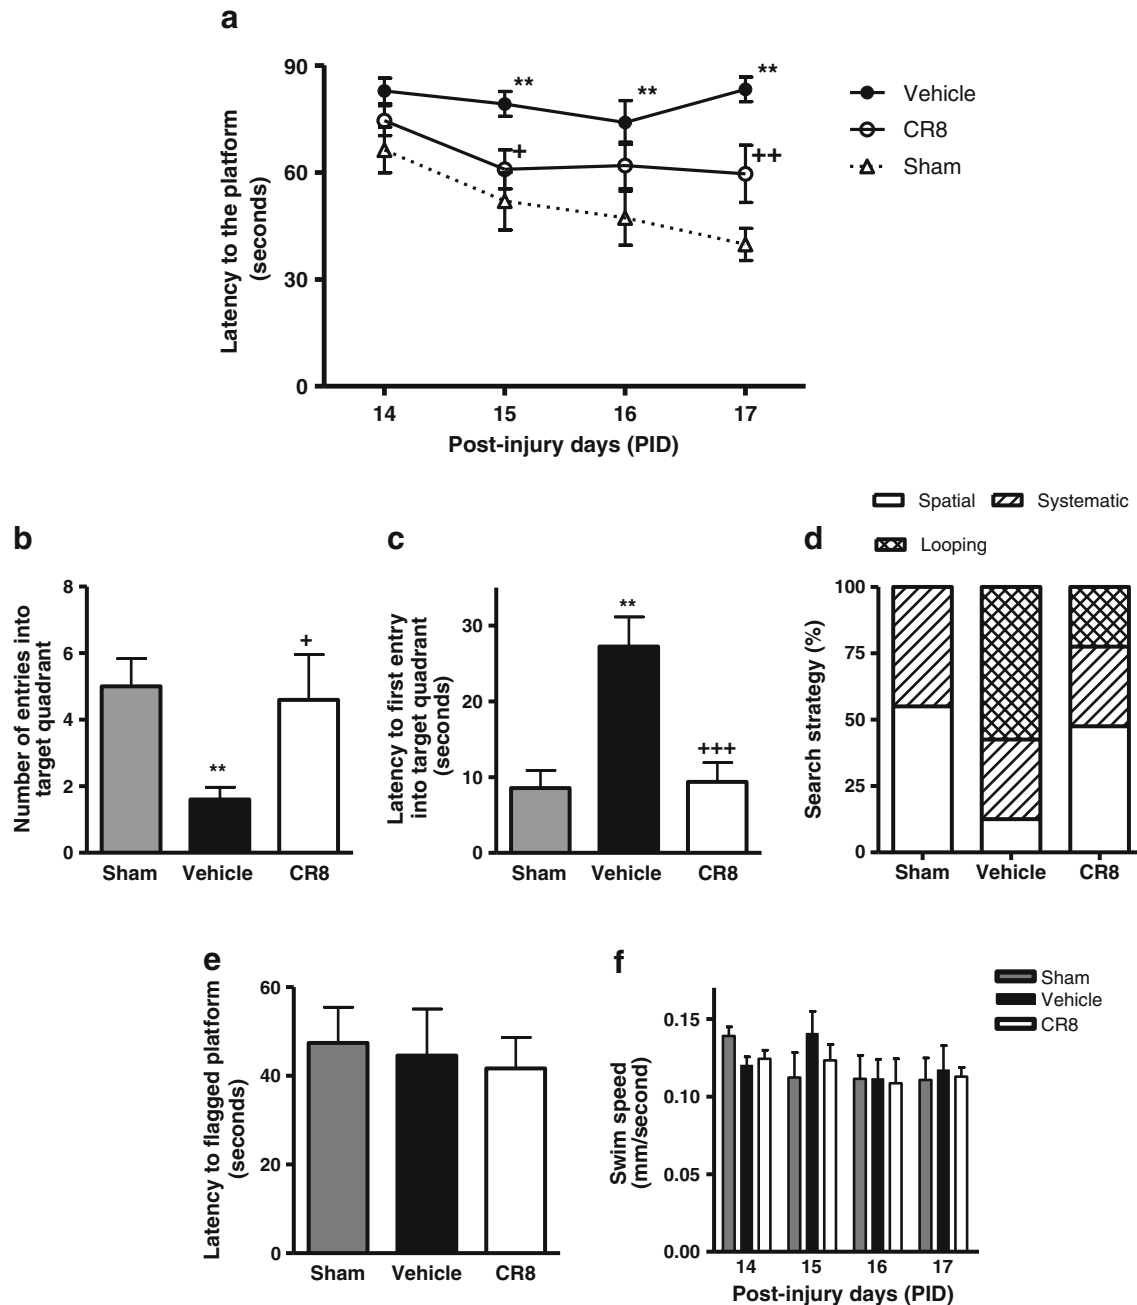 a
Latency to the platform
(seconds)
90
60
30
0
**
**
**
+
++
14 15 16 17
Post-injury days (PID)
Vehicle
CR8
Sham
Spatial Systematic
Looping
b
Number of entries into
target quadrant
8
6
4
2
0
**
+
Sham Vehicle CR8
c
Latency to first entry
into target quadrant
(seconds)
30
20
10
0
**
+++
Sham Vehicle CR8
d
Search strategy (%)
100
75
50
25
0
Sham Vehicle CR8
e
Latency to flagged platform
(seconds)
60
40
20
0
Sham Vehicle CR8
f
Swim speed
(mm/second)
0.15
0.10
0.05
0.00
14 15 16 17
Post-injury days (PID)
Sham
Vehicle
CR8